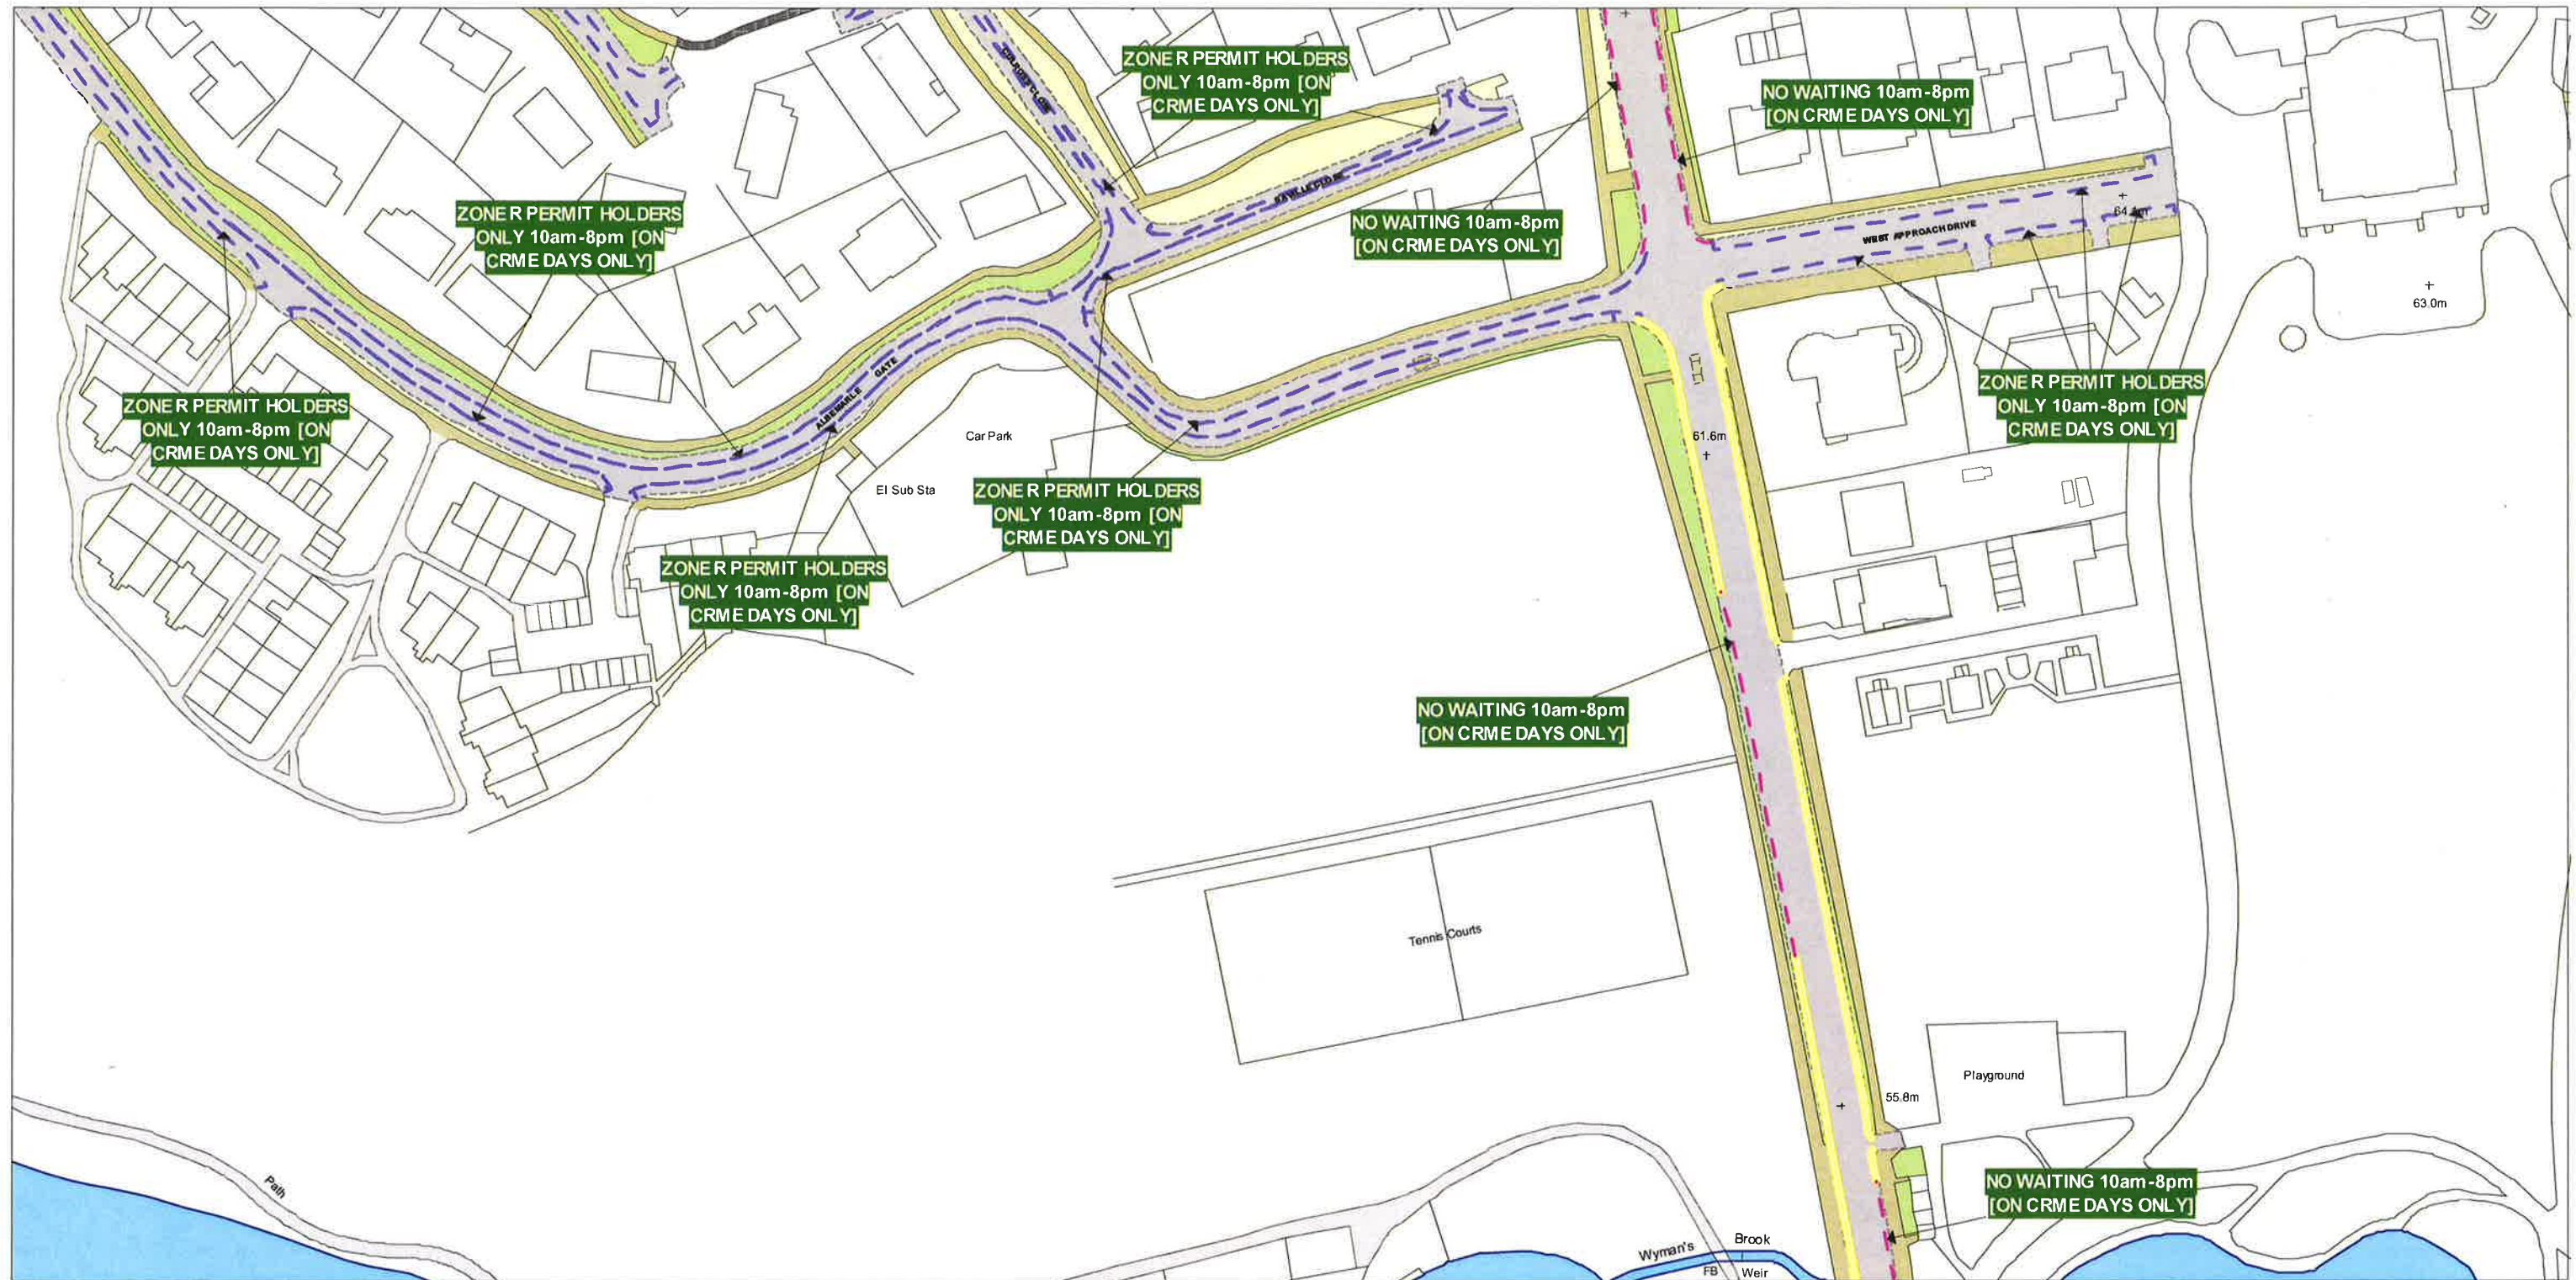 ZONE R PERMIT HOLDERS
ONLY 10am-8pm [ON
CRME DAYS ONLY]
NO WAITING 10am-8pm
[ON CRME DAYS ONLY]
ZONE R PERMIT HOLDERS
ONLY 10am-8pm [ON
CRME DAYS ONLY]
NO WAITING 10am-8pm
[ON CRME DAYS ONLY]
WEST APPROACH DRIVE
63.0m
ALBEMARLE GATE
ZONE R PERMIT HOLDERS
ONLY 10am-8pm [ON
CRME DAYS ONLY]
ZONE R PERMIT HOLDERS
ONLY 10am-8pm [ON
CRME DAYS ONLY]
Car Park
61.6m
El Sub Sta
ZONE R PERMIT HOLDERS
ONLY 10am-8pm [ON
CRME DAYS ONLY]
ZONE R PERMIT HOLDERS
ONLY 10am-8pm [ON
CRME DAYS ONLY]
NO WAITING 10am-8pm
[ON CRME DAYS ONLY]
Tennis Courts
Playground
55.8m
Path
NO WAITING 10am-8pm
[ON CRME DAYS ONLY]
Wyman's Brook
FB Weir